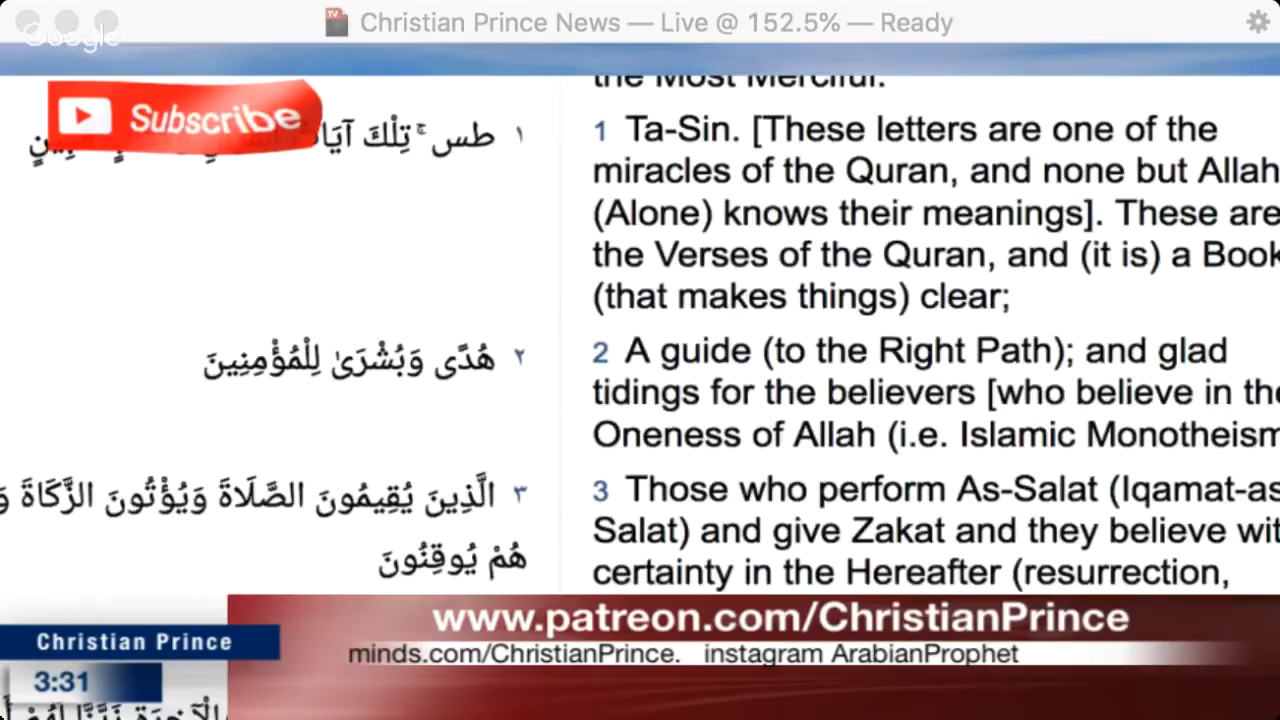 Christian Prince News — Live @ 152.5% — Ready
Google
Subscribe
the Most Merciful.
١ طس ۚ تِلْكَ
1 Ta-Sin. [These letters are one of the
miracles of the Quran, and none but Allah
(Alone) knows their meanings]. These are
the Verses of the Quran, and (it is) a Book
(that makes things) clear;
٢ هُدًى وَبُشْرَىٰ لِلْمُؤْمِنِينَ
2 A guide (to the Right Path); and glad
tidings for the believers [who believe in the
Oneness of Allah (i.e. Islamic Monotheism
٣ الَّذِينَ يُقِيمُونَ الصَّلَاةَ وَيُؤْتُونَ الزَّكَاةَ وَ
هُمْ يُوقِنُونَ
3 Those who perform As-Salat (Iqamat-as
Salat) and give Zakat and they believe wit
certainty in the Hereafter (resurrection,
www.patreon.com/ChristianPrince
Christian Prince
minds.com/ChristianPrince. instagram ArabianProphet
3:31